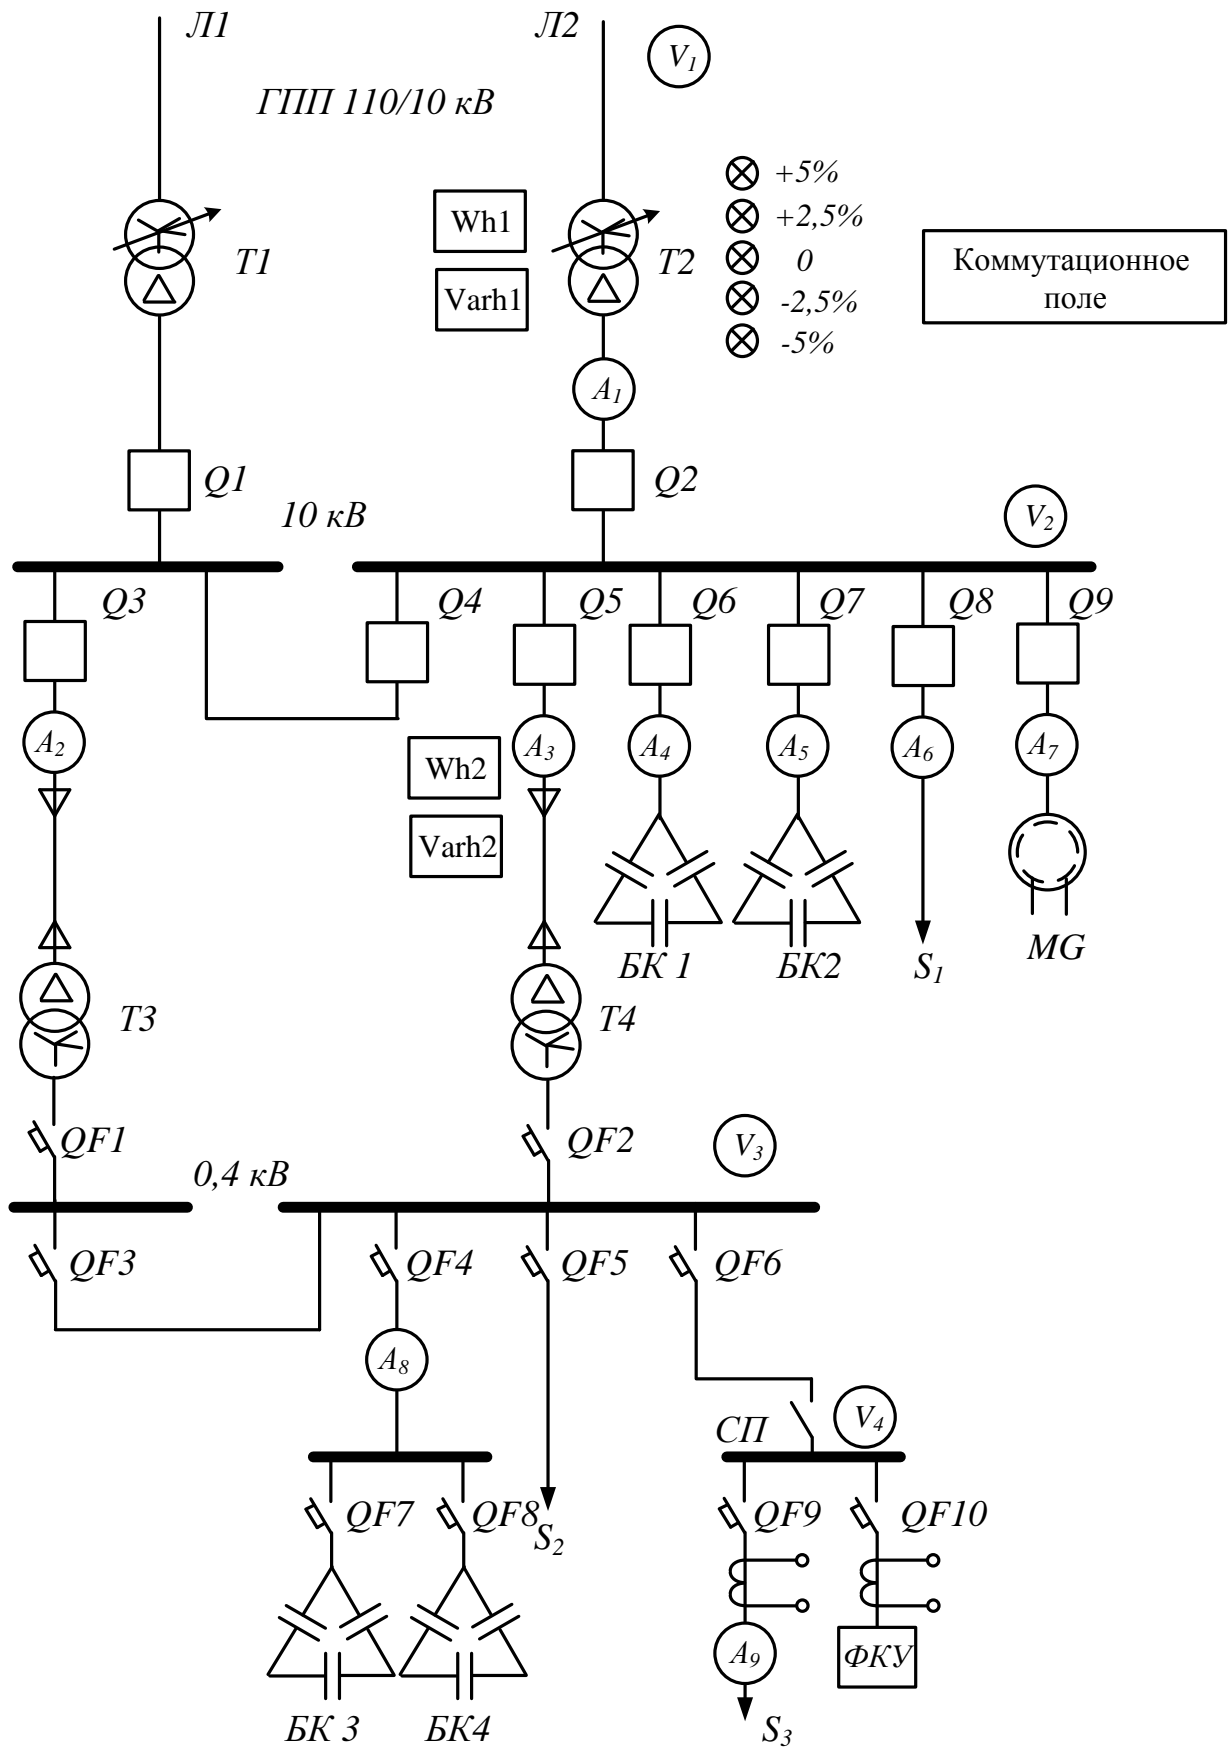 Л1
Л2
V1
ГПП 110/10 кВ
+5%
+2,5%
0
-2,5%
-5%
Wh1
Varh1
T1
T2
Коммутационное
поле
A1
Q1
Q2
10 кВ
V2
Q3
Q4
Q5
Q6
Q7
Q8
Q9
A2
A3
A4
A5
A6
A7
Wh2
Varh2
БК 1
БК2
S1
MG
T3
T4
QF1
QF2
V3
0,4 кВ
QF3
QF4
QF5
QF6
A8
СП
V4
QF7
QF8
S2
QF9
QF10
A9
ФКУ
БК 3
БК4
S3